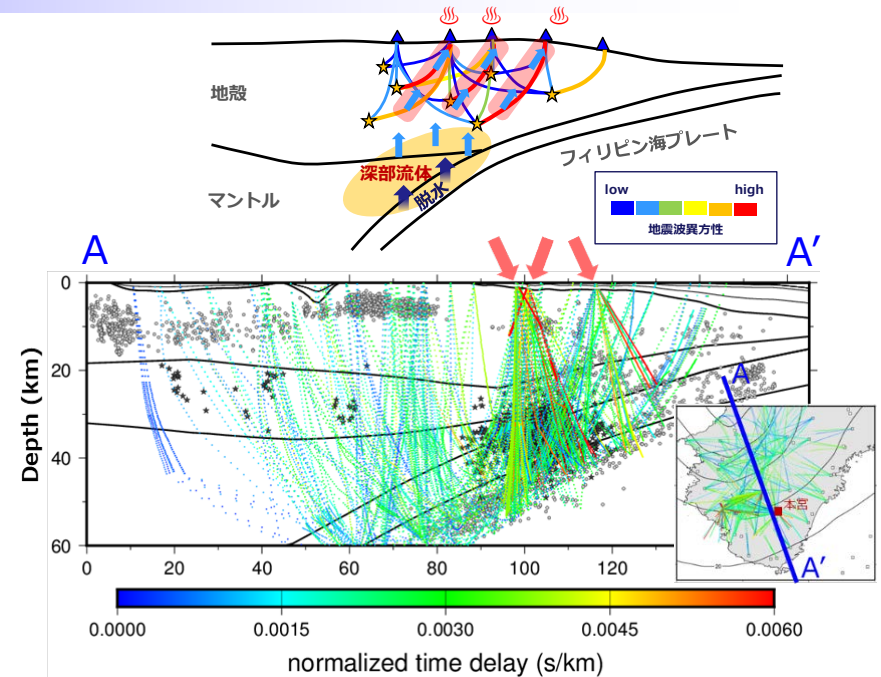 地殻
フィリピン海プレート
深部流体
マントル
脱水
low high
地震波異方性
A A’
0
20
40
60
Depth (km)
0 20 40 60 80 100 120
A
本宮
20
A’
0.0000 0.0015 0.0030 0.0045 0.0060
normalized time delay (s/km)